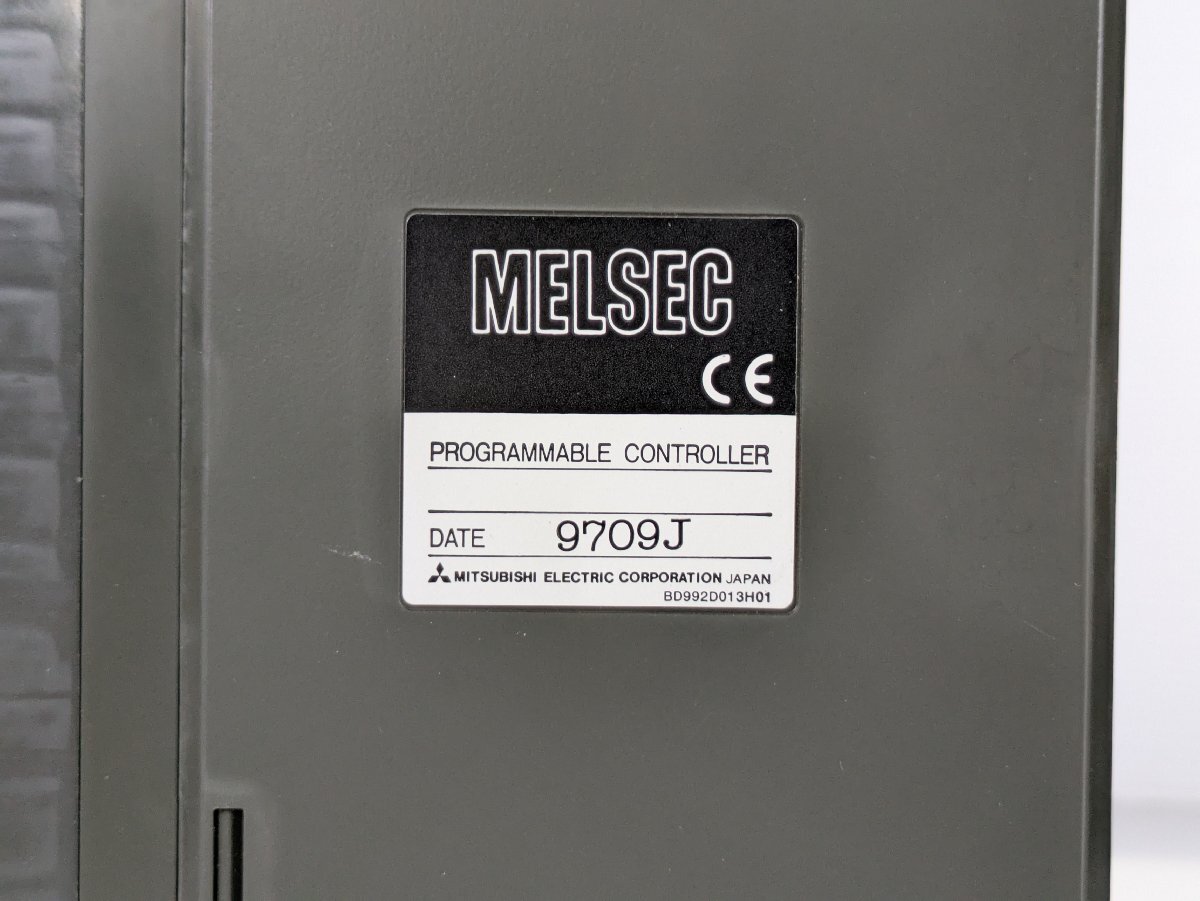 MELSEC
CE
PROGRAMMABLE CONTROLLER
DATE 9709J
MITSUBISHI ELECTRIC CORPORATION JAPAN
BD992D013H01